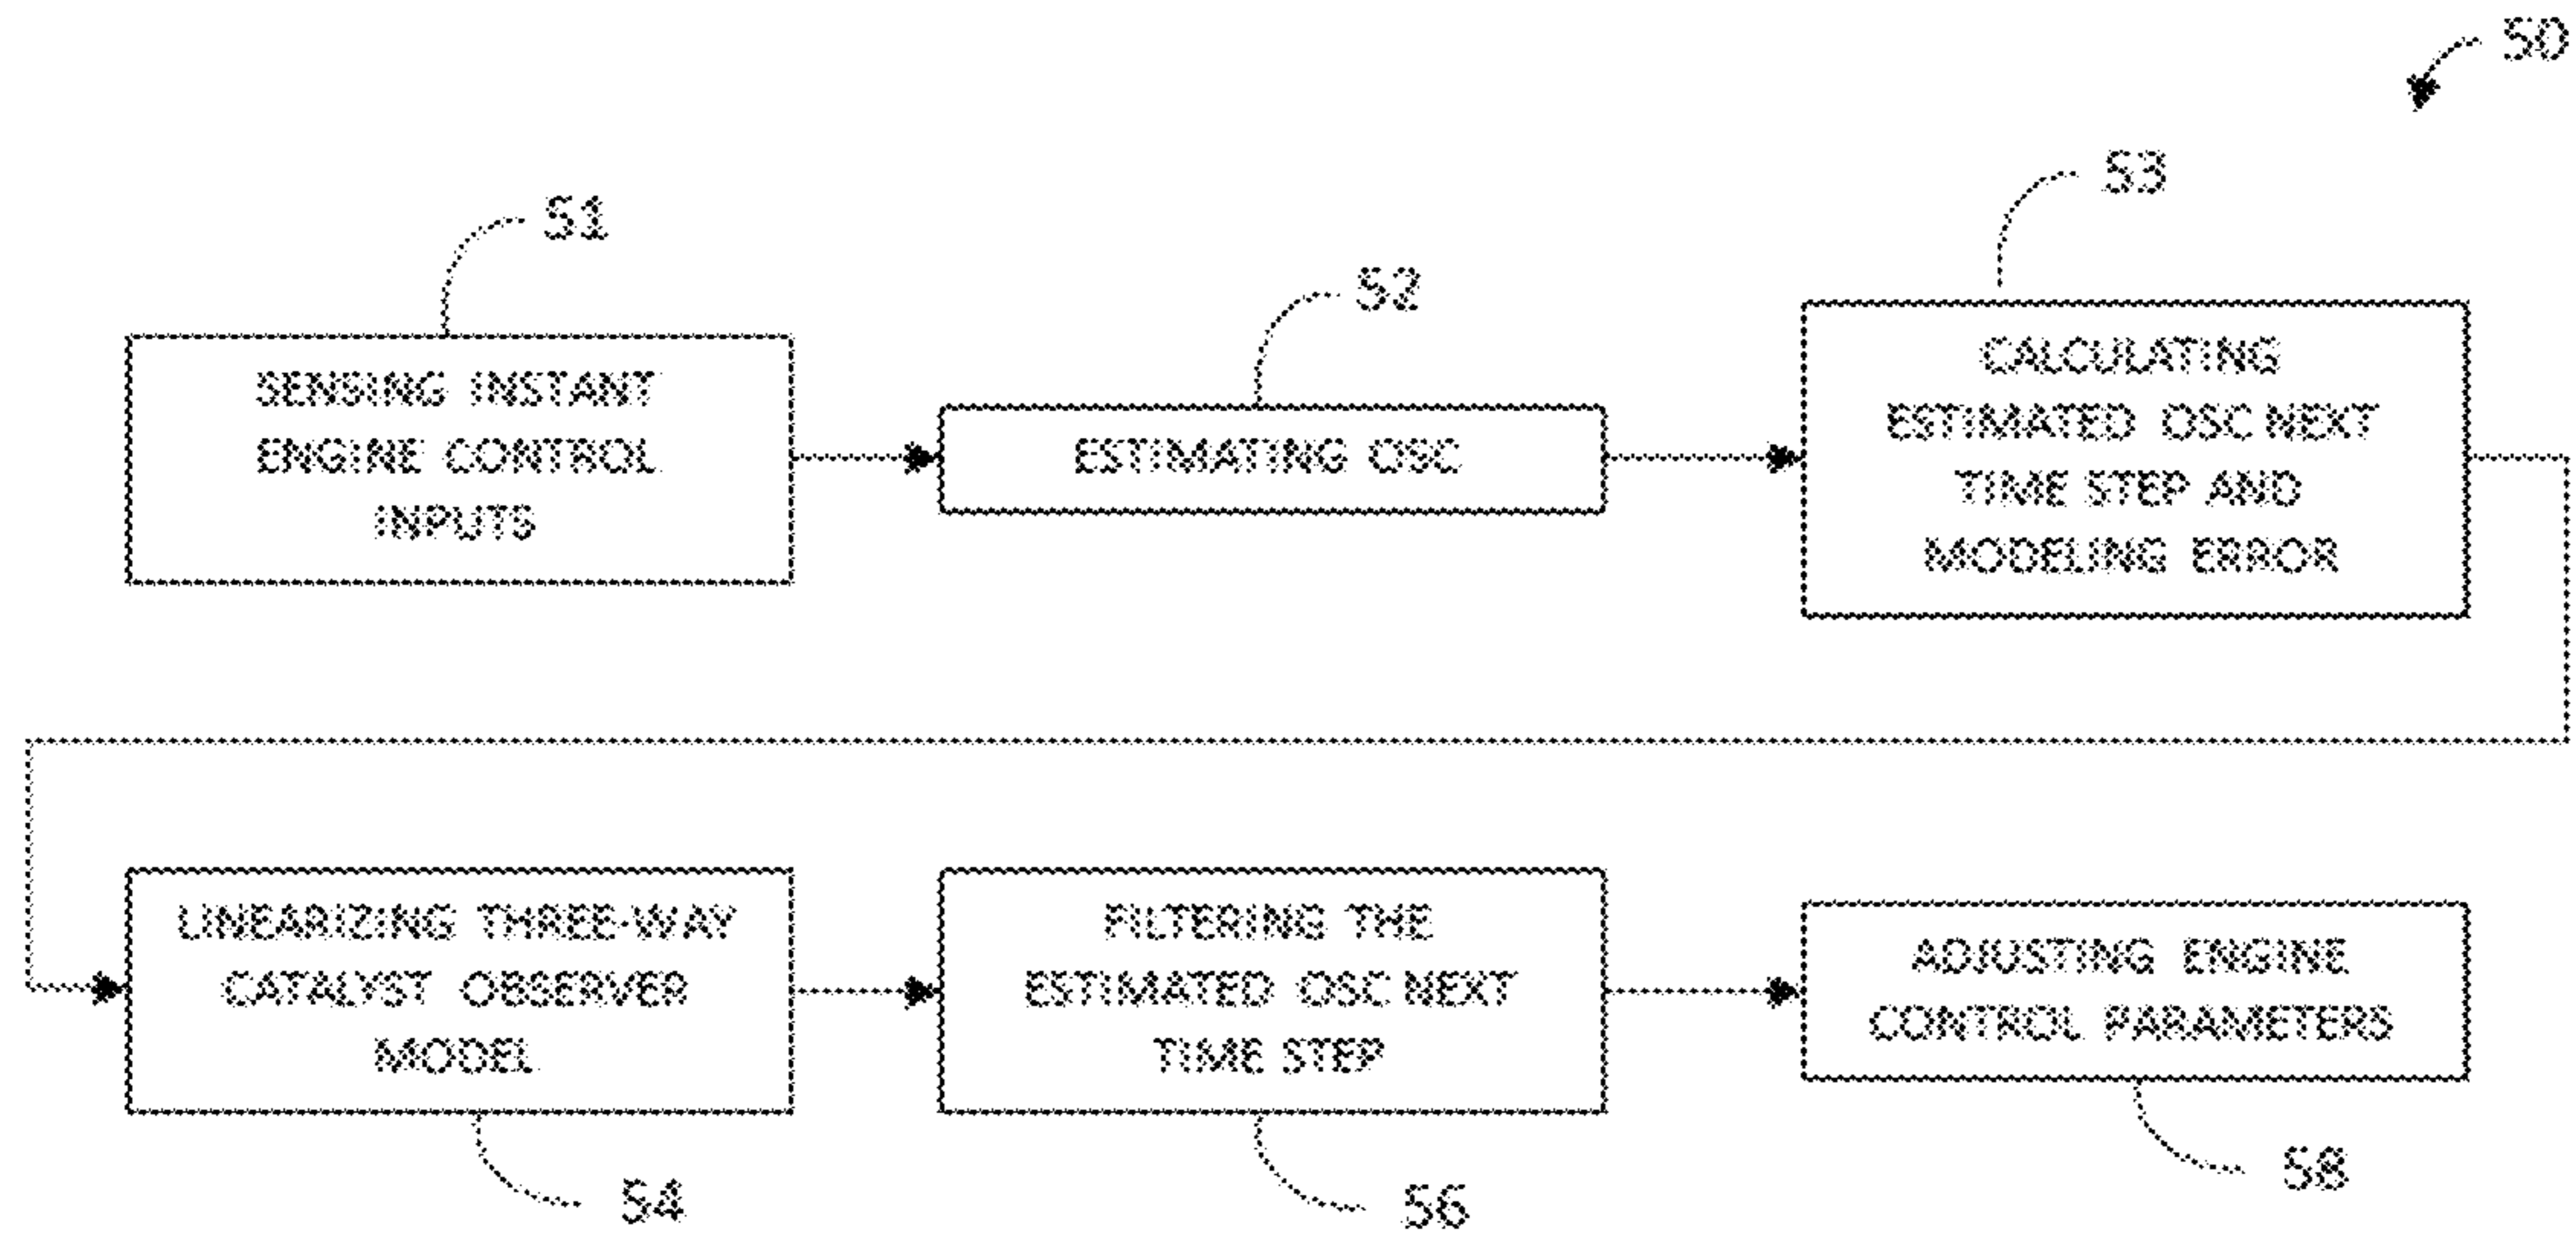 50
51
52
53
SENSING INSTANT
ENGINE CONTROL
INPUTS
ESTIMATING OSC
CALCULATING
ESTIMATED OSC NEXT
TIME STEP AND
MODELING ERROR
LINEARIZING THREE-WAY
CATALYST OBSERVER
MODEL
FILTERING THE
ESTIMATED OSC NEXT
TIME STEP
ADJUSTING ENGINE
CONTROL PARAMETERS
54
56
58